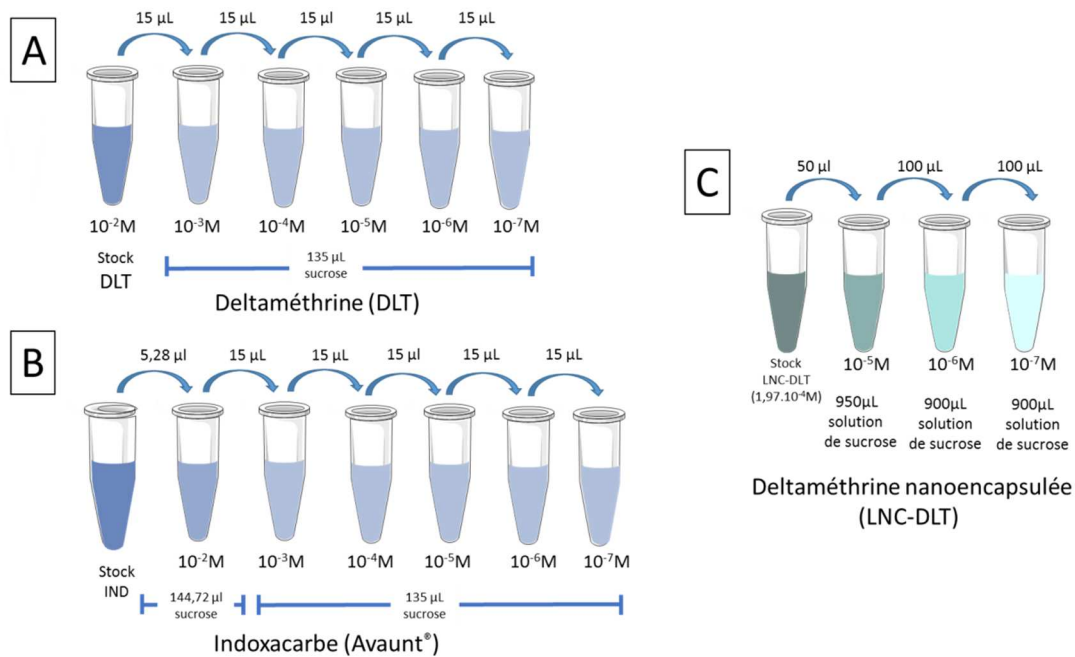 A
15 µL 15 µL 15 µl 15 µL 15 µL
10⁻²M 10⁻³M 10⁻⁴M 10⁻⁵M 10⁻⁶M 10⁻⁷M
Stock
DLT
135 µL
sucrose
Deltaméthrine (DLT)
B
5,28 µl 15 µL 15 µL 15 µl 15 µL 15 µL
Stock
IND
10⁻²M 10⁻³M 10⁻⁴M 10⁻⁵M 10⁻⁶M 10⁻⁷M
144,72 µl
sucrose
135 µL
sucrose
Indoxacarbe (Avaunt®)
C
50 µl 100 µL 100 µL
Stock
LNC-DLT
(1,97.10⁻⁴M)
10⁻⁵M 10⁻⁶M 10⁻⁷M
950µL
solution
de sucrose
900µL
solution
de sucrose
900µL
solution
de sucrose
Deltaméthrine nanoencapsulée
(LNC-DLT)